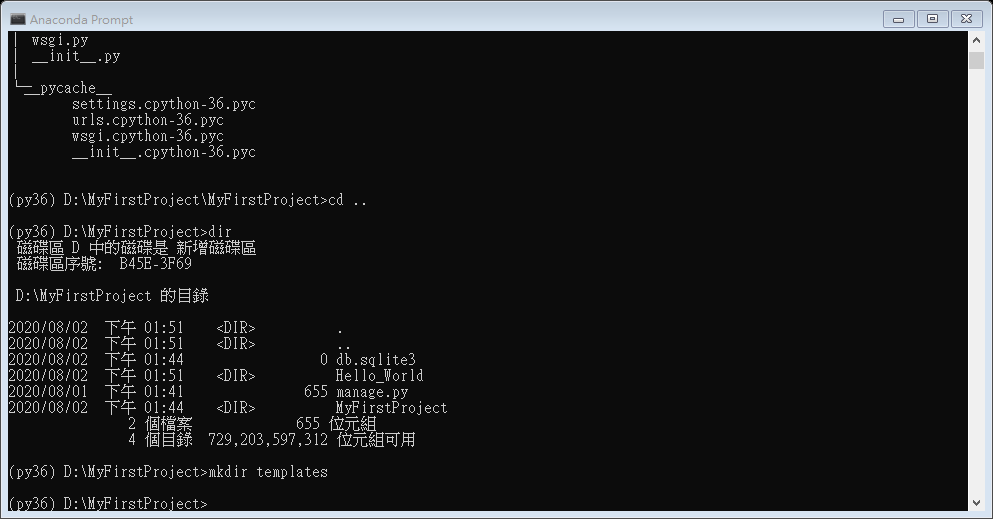 Anaconda Prompt
│  wsgi.py
│  __init__.py
│
└─__pycache__
        settings.cpython-36.pyc
        urls.cpython-36.pyc
        wsgi.cpython-36.pyc
        __init__.cpython-36.pyc
(py36) D:\MyFirstProject\MyFirstProject>cd ..
(py36) D:\MyFirstProject>dir
 磁碟區 D 中的磁碟是 新增磁碟區
 磁碟區序號:  B45E-3F69
 D:\MyFirstProject 的目錄
2020/08/02  下午 01:51    <DIR>          .
2020/08/02  下午 01:51    <DIR>          ..
2020/08/02  下午 01:44                 0 db.sqlite3
2020/08/02  下午 01:51    <DIR>          Hello_World
2020/08/01  下午 01:41               655 manage.py
2020/08/02  下午 01:44    <DIR>          MyFirstProject
               2 個檔案             655 位元組
               4 個目錄  729,203,597,312 位元組可用
(py36) D:\MyFirstProject>mkdir templates
(py36) D:\MyFirstProject>